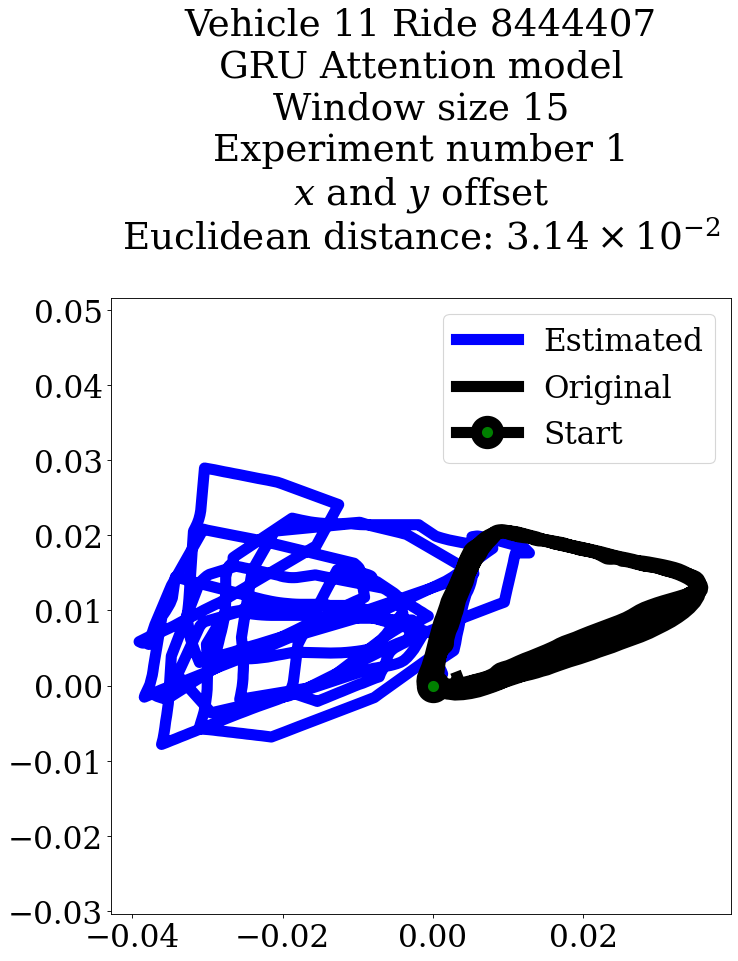 Vehicle 11 Ride 8444407
GRU Attention model
Window size 15
Experiment number 1
x and y offset
Euclidean distance: 3.14 × 10⁻²
Estimated
Original
Start
0.05
0.04
0.03
0.02
0.01
0.00
−0.01
−0.02
−0.03
−0.04
−0.02
0.00
0.02